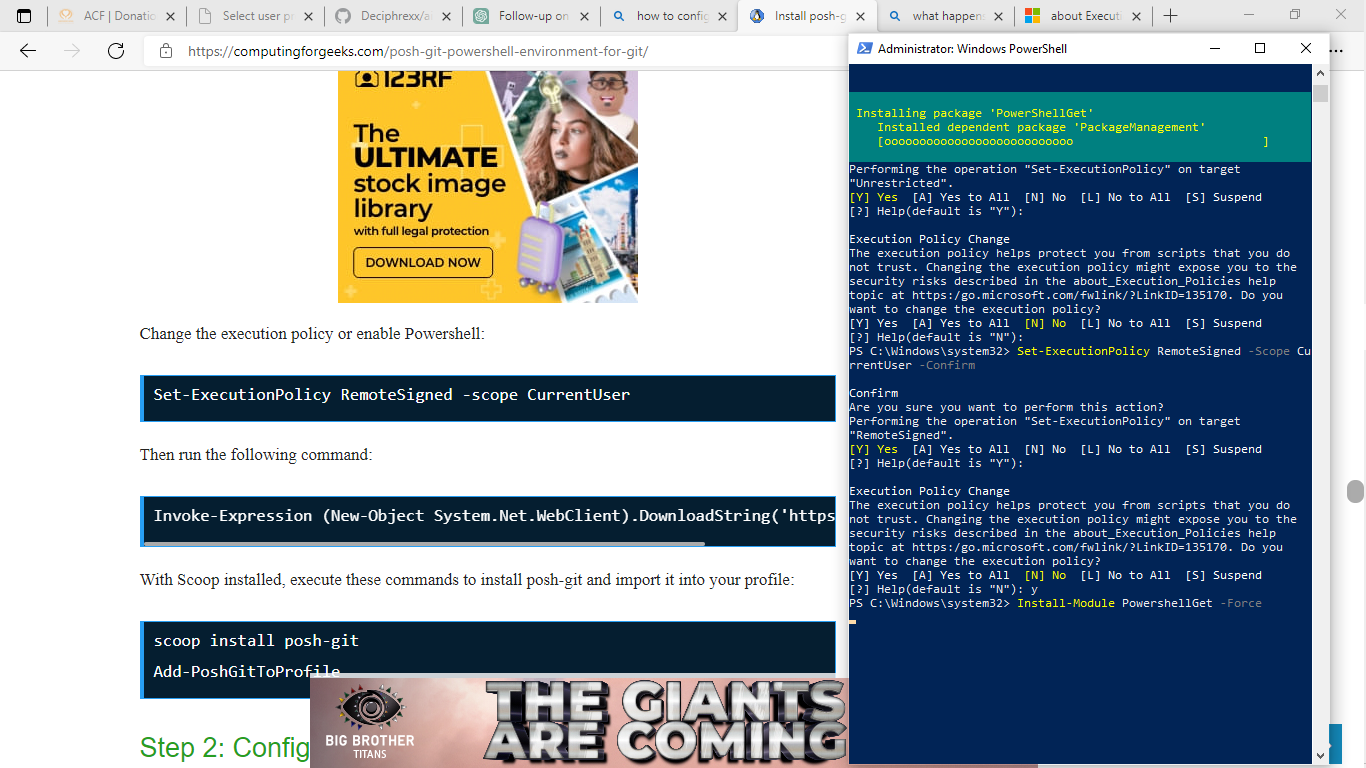 ACF | Donatio
Select user pr
Deciphrexx/a
Follow-up on
how to config
Install posh-g
what happen
about Executi
https://computingforgeeks.com/posh-git-powershell-environment-for-git/
123RF
The
ULTIMATE
stock image
library
with full legal protection
DOWNLOAD NOW
Change the execution policy or enable Powershell:
Set-ExecutionPolicy RemoteSigned -scope CurrentUser
Then run the following command:
Invoke-Expression (New-Object System.Net.WebClient).DownloadString('https
With Scoop installed, execute these commands to install posh-git and import it into your profile:
scoop install posh-git
Add-PoshGitToProfile
Step 2: Config
BIG BROTHER
TITANS
THE GIANTS
ARE COMING
Administrator: Windows PowerShell
Installing package 'PowerShellGet'
Installed dependent package 'PackageManagement'
[ooooooooooooooooooooooooooo ]
Performing the operation "Set-ExecutionPolicy" on target
"Unrestricted".
[Y] Yes [A] Yes to All [N] No [L] No to All [S] Suspend
[?] Help(default is "Y"):
Execution Policy Change
The execution policy helps protect you from scripts that you do
not trust. Changing the execution policy might expose you to the
security risks described in the about_Execution_Policies help
topic at https:/go.microsoft.com/fwlink/?LinkID=135170. Do you
want to change the execution policy?
[Y] Yes [A] Yes to All [N] No [L] No to All [S] Suspend
[?] Help(default is "N"):
PS C:\Windows\system32> Set-ExecutionPolicy RemoteSigned -Scope Cu
rrentUser -Confirm
Confirm
Are you sure you want to perform this action?
Performing the operation "Set-ExecutionPolicy" on target
"RemoteSigned".
[Y] Yes [A] Yes to All [N] No [L] No to All [S] Suspend
[?] Help(default is "Y"):
Execution Policy Change
The execution policy helps protect you from scripts that you do
not trust. Changing the execution policy might expose you to the
security risks described in the about_Execution_Policies help
topic at https:/go.microsoft.com/fwlink/?LinkID=135170. Do you
want to change the execution policy?
[Y] Yes [A] Yes to All [N] No [L] No to All [S] Suspend
[?] Help(default is "N"): y
PS C:\Windows\system32> Install-Module PowershellGet -Force